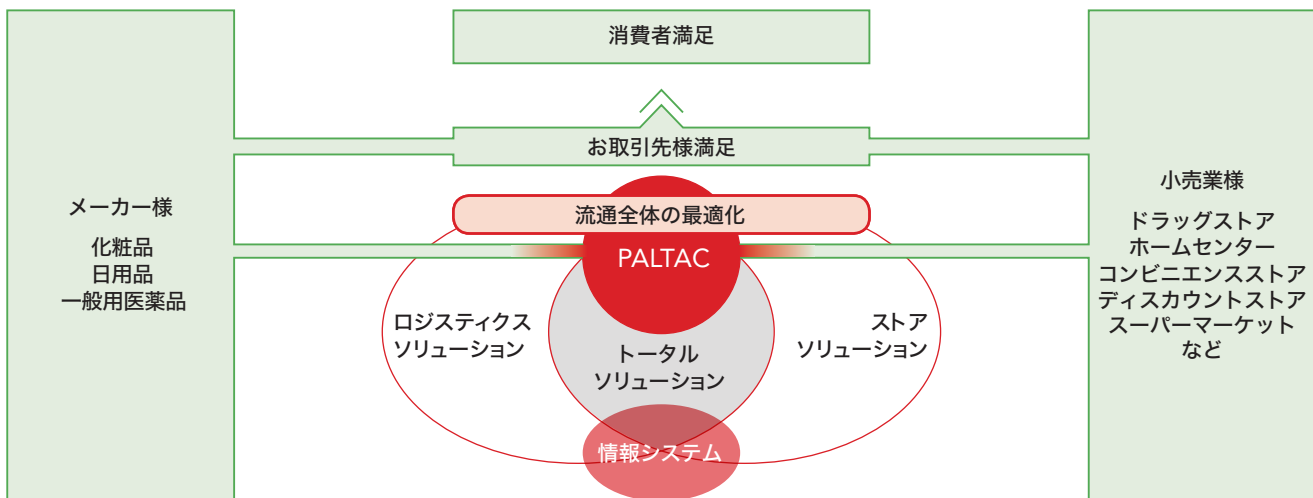 消費者満足
お取引先様満足
メーカー様
化粧品
日用品
一般用医薬品
流通全体の最適化
PALTAC
ロジスティクス
ソリューション
トータル
ソリューション
ストア
ソリューション
情報システム
小売業様
ドラッグストア
ホームセンター
コンビニエンスストア
ディスカウントストア
スーパーマーケット
など